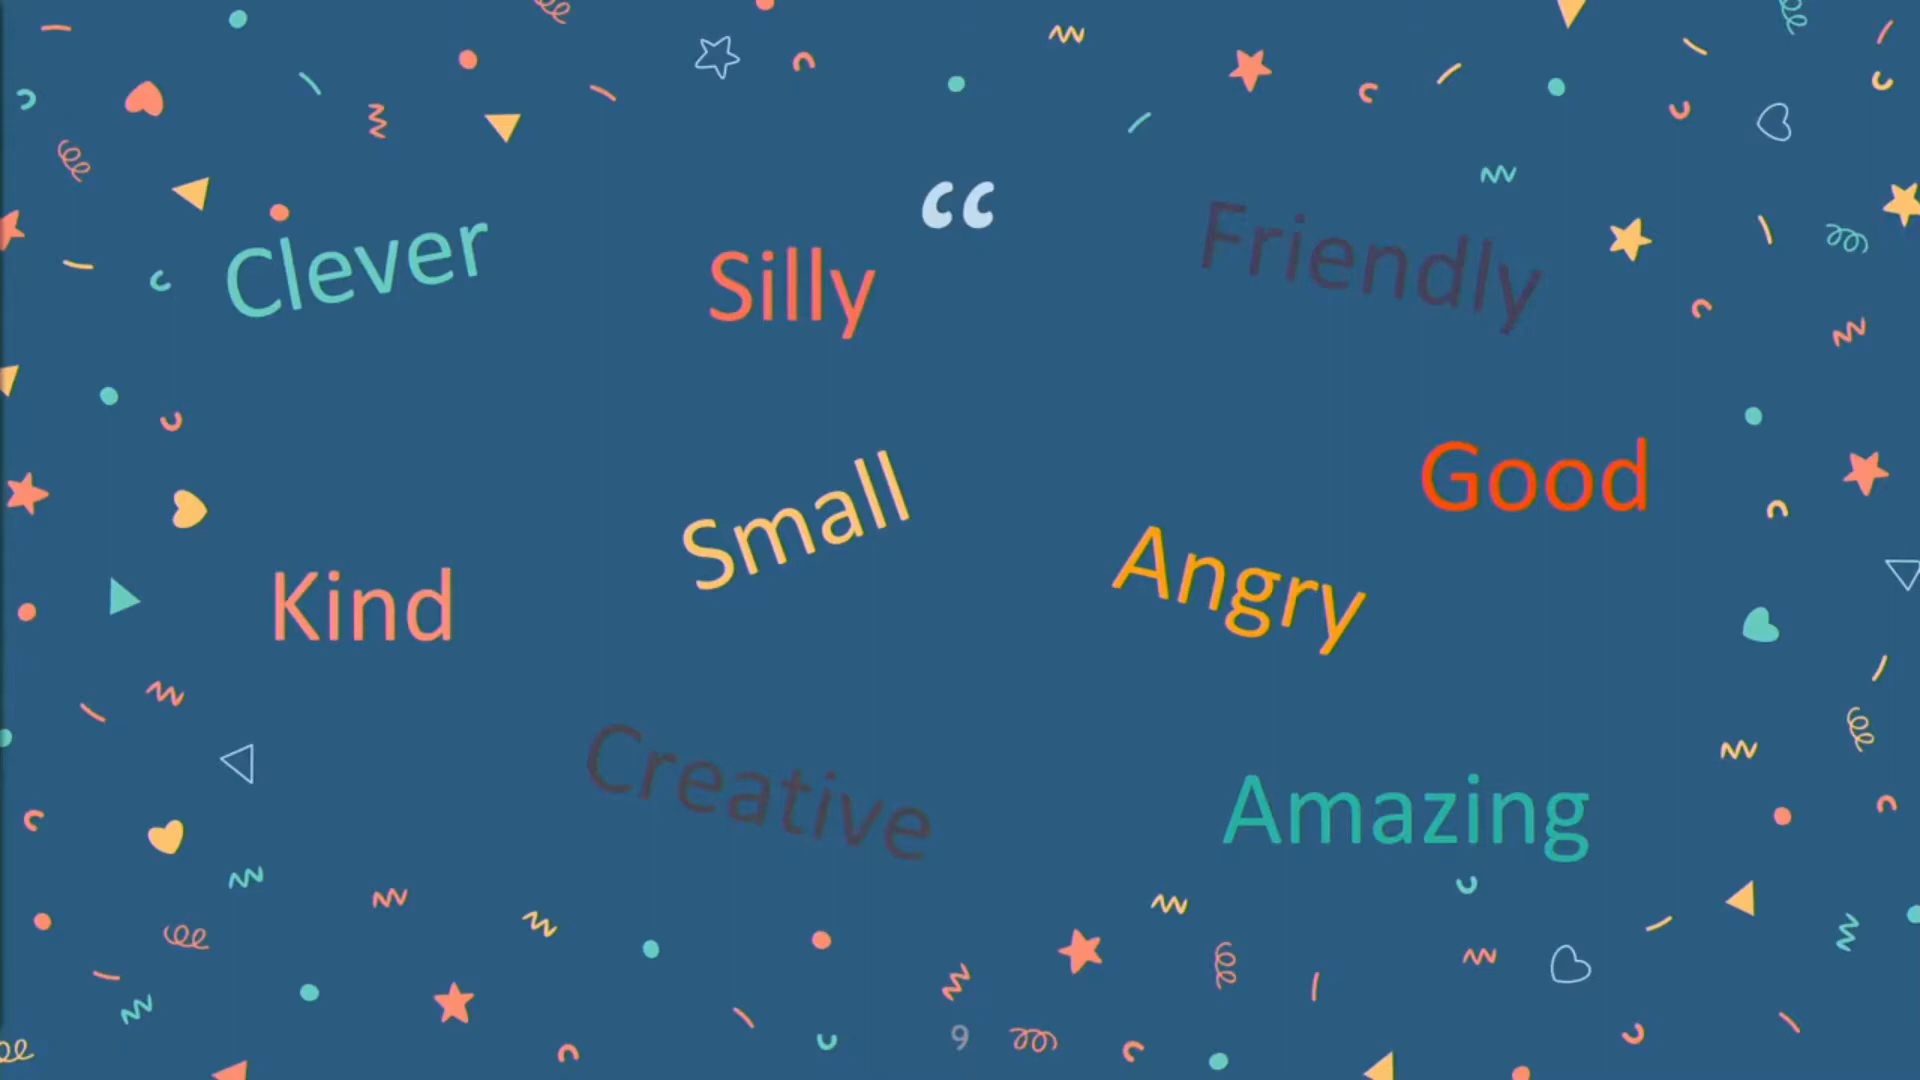 “
Clever
Silly
Friendly
Good
Small
Angry
Kind
Creative
Amazing
9